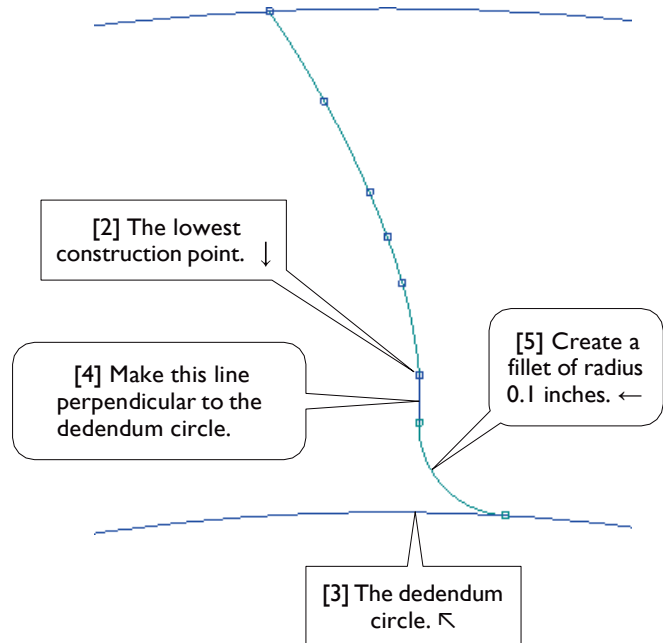 [2] The lowest
construction point. ↓
[4] Make this line
perpendicular to the
dedendum circle.
[5] Create a
fillet of radius
0.1 inches. ←
[3] The dedendum
circle. ↖